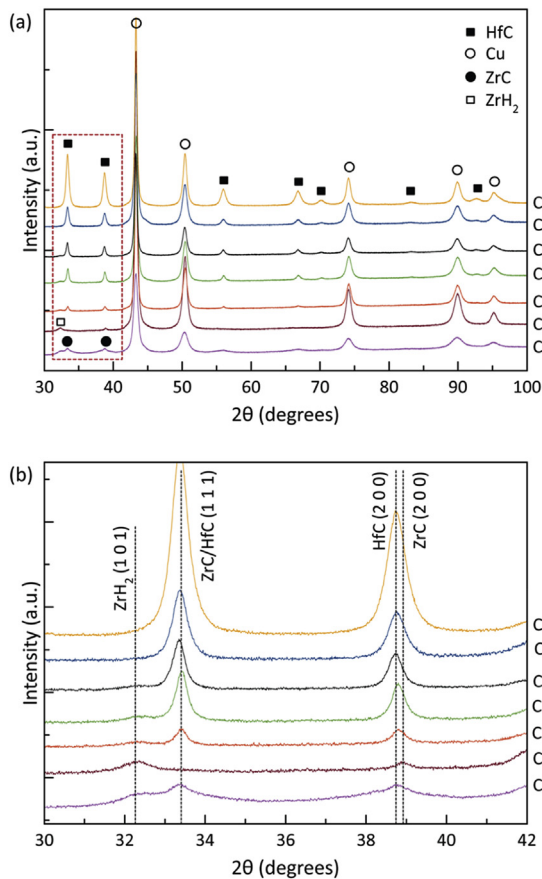 (a)
HfC
Cu
ZrC
ZrH2
Intensity (a.u.)
C
C
C
C
C
C
C
30 40 50 60 70 80 90 100
2θ (degrees)
(b)
ZrH2 (1 0 1)
ZrC/HfC (1 1 1)
HfC (2 0 0)
ZrC (2 0 0)
Intensity (a.u.)
C
C
C
C
C
C
C
30 32 34 36 38 40 42
2θ (degrees)